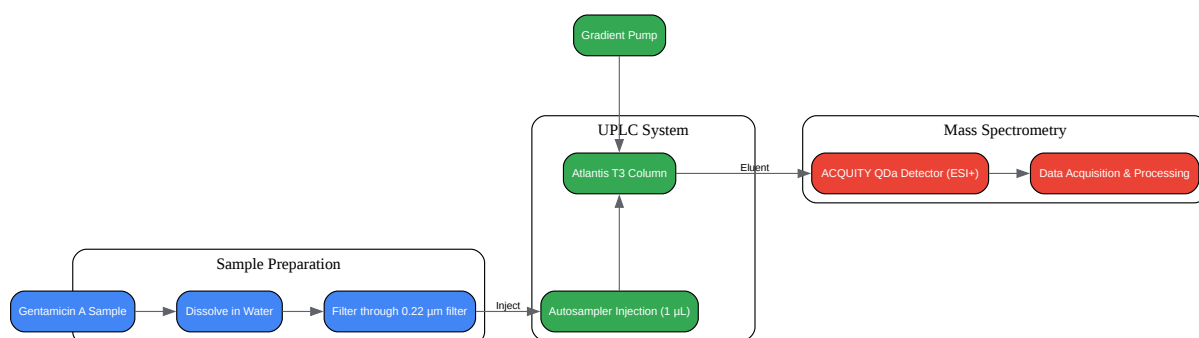 Gradient Pump
UPLC System
Mass Spectrometry
Atlantis T3 Column
Eluent
ACQUITY QDa Detector (ESI+)
Data Acquisition & Processing
Sample Preparation
Gentamicin A Sample
Dissolve in Water
Filter through 0.22 µm filter
Inject
Autosampler Injection (1 µL)